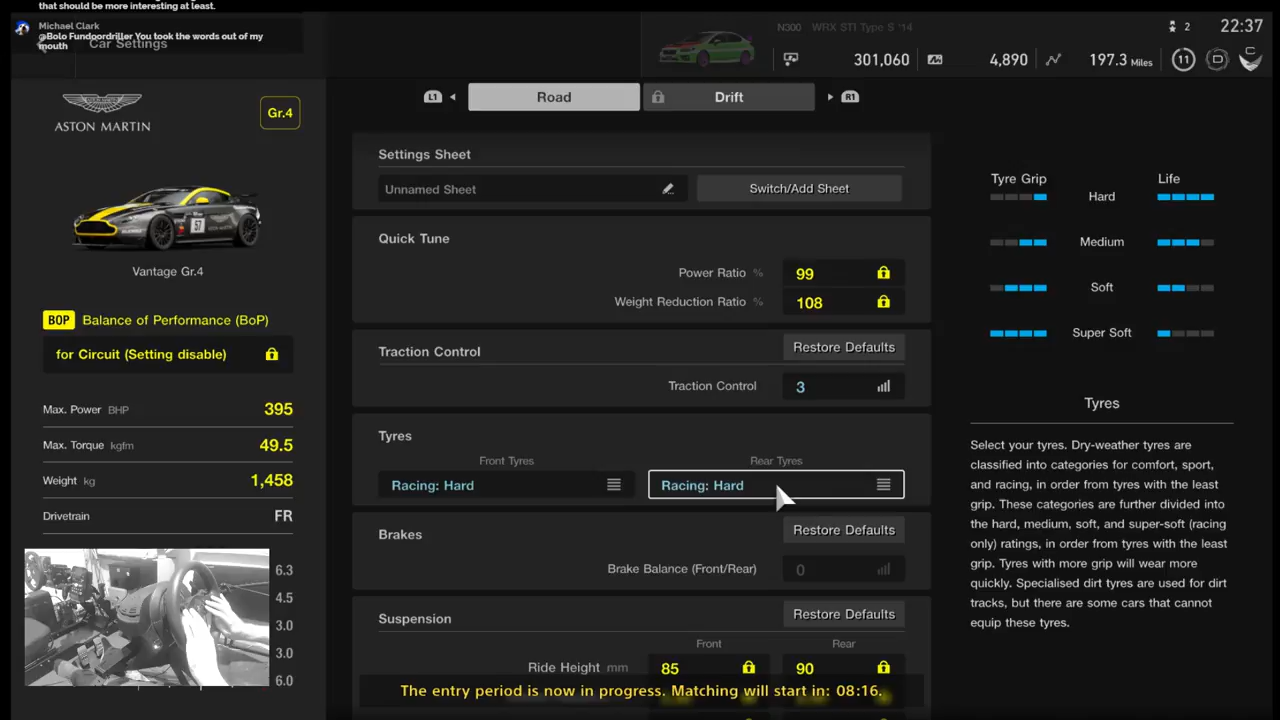 that should be more interesting at least.
Michael Clark
@Bolo Fundoordriller You took the words out of my
mouth
Car Settings
N300 WRX STI Type S '14
2 22:37
301,060 4,890 197.3 Miles 11 D C
L1 Road Drift R1
ASTON MARTIN
Gr.4
57
Vantage Gr.4
BOP Balance of Performance (BoP)
for Circuit (Setting disable)
Max. Power BHP 395
Max. Torque kgfm 49.5
Weight kg 1,458
Drivetrain FR
6.3
4.5
3.0
3.0
6.0
Settings Sheet
Unnamed Sheet Switch/Add Sheet
Quick Tune
Power Ratio % 99
Weight Reduction Ratio % 108
Traction Control Restore Defaults
Traction Control 3
Tyres
Front Tyres Rear Tyres
Racing: Hard Racing: Hard
Brakes Restore Defaults
Brake Balance (Front/Rear) 0
Suspension Restore Defaults
Front Rear
Ride Height mm 85 90
The entry period is now in progress. Matching will start in: 08:16.
Tyre Grip Life
Hard
Medium
Soft
Super Soft
Tyres
Select your tyres. Dry-weather tyres are
classified into categories for comfort, sport,
and racing, in order from tyres with the least
grip. These categories are further divided into
the hard, medium, soft, and super-soft (racing
only) ratings, in order from tyres with the least
grip. Tyres with more grip will wear more
quickly. Specialised dirt tyres are used for dirt
tracks, but there are some cars that cannot
equip these tyres.